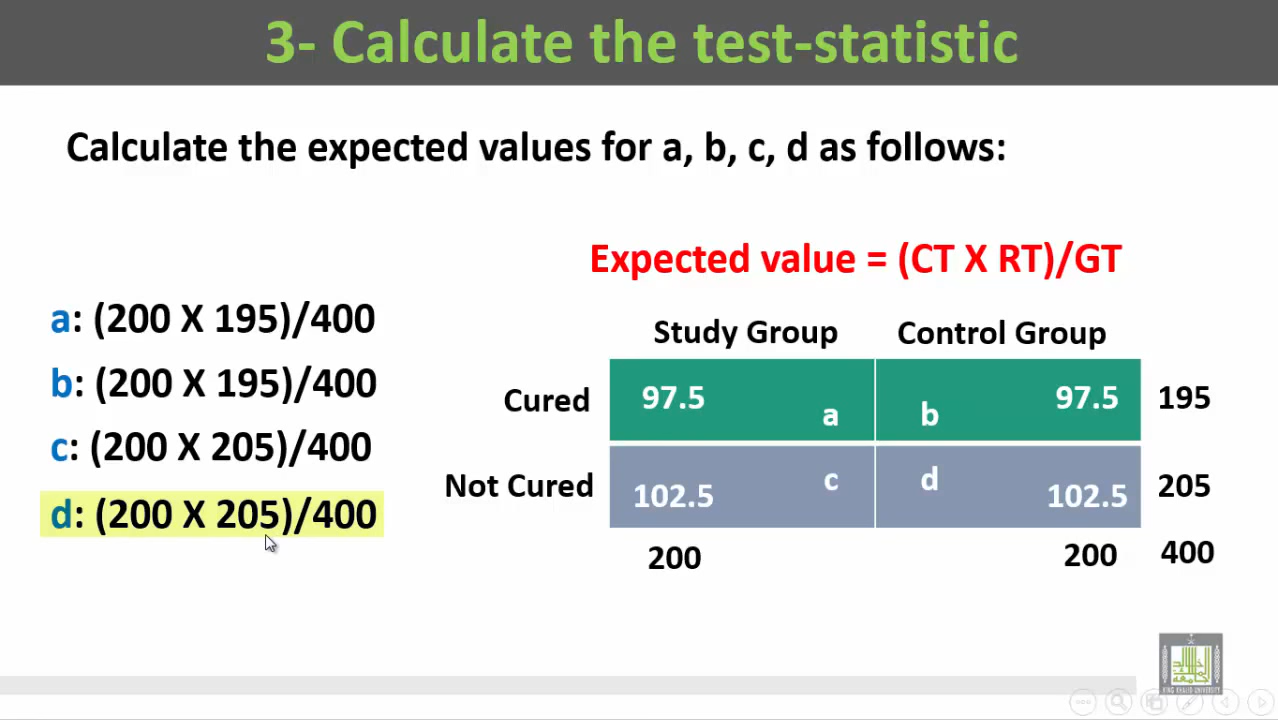 3- Calculate the test-statistic
Calculate the expected values for a, b, c, d as follows:
Expected value = (CT X RT)/GT
a: (200 X 195)/400
b: (200 X 195)/400
c: (200 X 205)/400
d: (200 X 205)/400
Study Group Control Group
Cured 97.5 a b 97.5 195
Not Cured 102.5 c d 102.5 205
200 200 400
KING KHALID UNIVERSITY